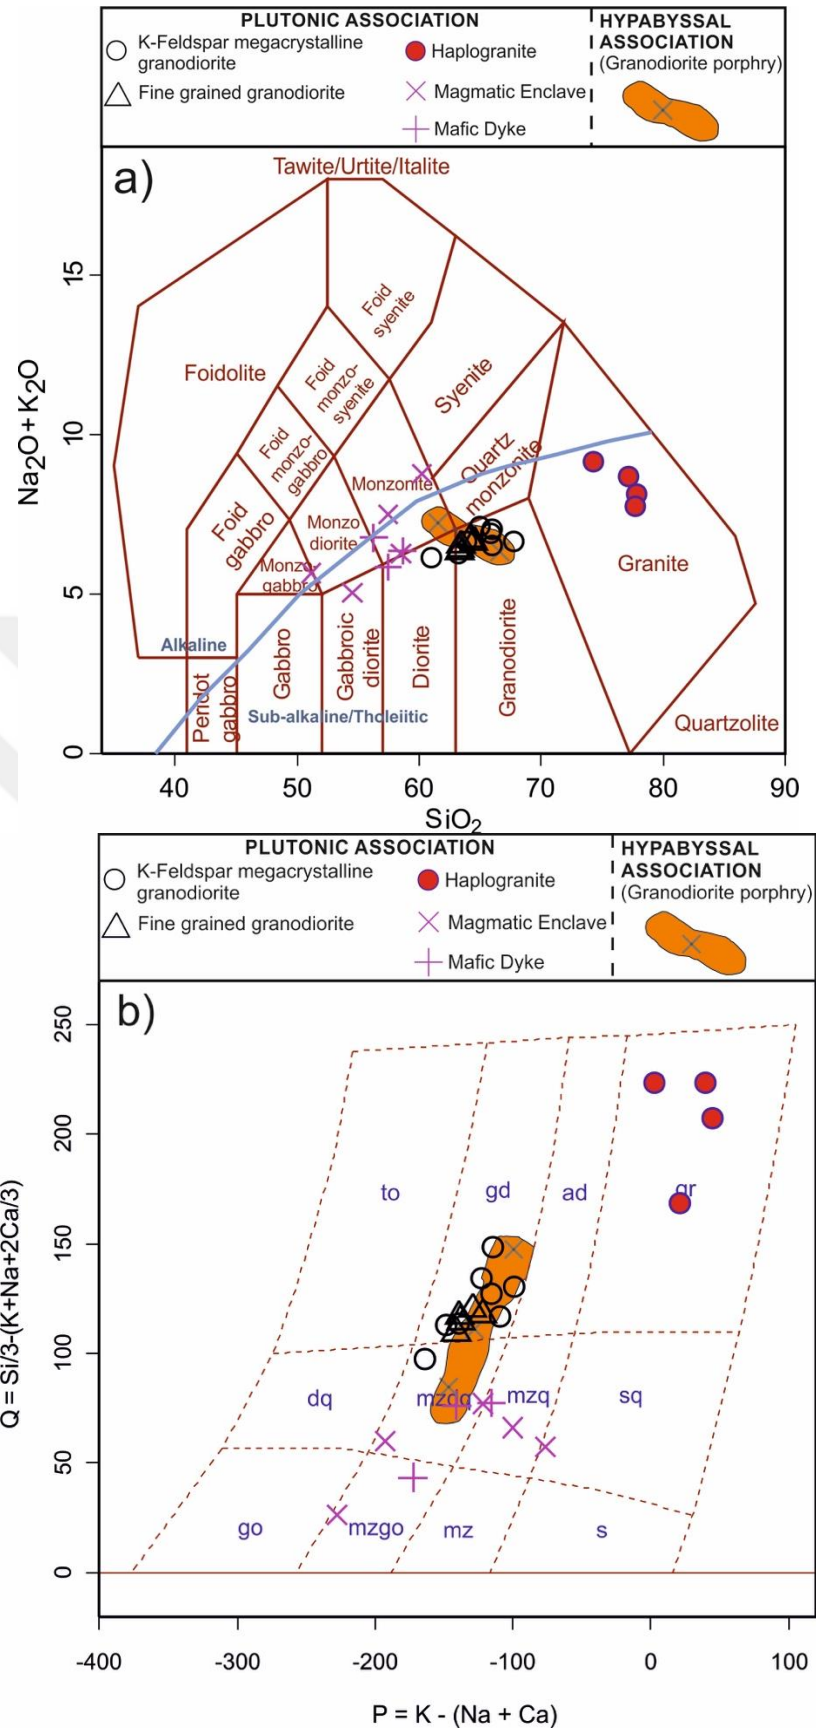 PLUTONIC ASSOCIATION
K-Feldspar megacrystalline
granodiorite
Fine grained granodiorite
Haplogranite
Magmatic Enclave
Mafic Dyke
HYPABYSSAL
ASSOCIATION
(Granodiorite porphry)
a)
Tawite/Urtite/Italite
Foid
syenite
Foidolite
Foid
monzo-
syenite
Syenite
Foid
monzo-
gabbro
Monzonite
Quartz
monzonite
Foid
gabbro
Monzo
diorite
Monzo-
gabbro
Granite
Alkaline
Peridot
gabbro
Gabbro
Gabbroic
diorite
Diorite
Granodiorite
Sub-alkaline/Tholeiitic
Quartzolite
Na2O+K2O
15
10
5
0
40 50 60 70 80 90
SiO2
PLUTONIC ASSOCIATION
K-Feldspar megacrystalline
granodiorite
Fine grained granodiorite
Haplogranite
Magmatic Enclave
Mafic Dyke
HYPABYSSAL
ASSOCIATION
(Granodiorite porphry)
b)
Q = Si/3-(K+Na+2Ca/3)
250
200
150
100
50
0
to gd ad gr
dq mzdq mzq sq
go mzgo mz s
-400 -300 -200 -100 0 100
P = K - (Na + Ca)